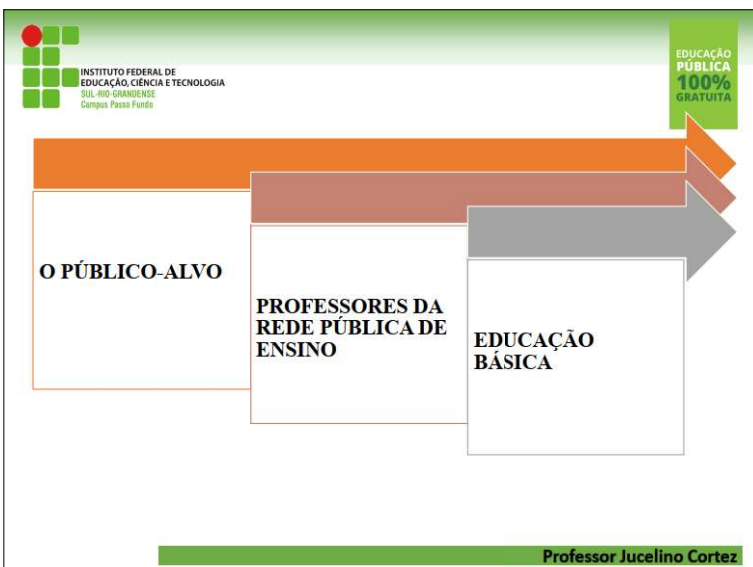 INSTITUTO FEDERAL DE
EDUCAÇÃO, CIÊNCIA E TECNOLOGIA
SUL-RIO-GRANDENSE
Campus Passo Fundo
EDUCAÇÃO
PÚBLICA
100%
GRATUITA
O PÚBLICO-ALVO
PROFESSORES DA
REDE PÚBLICA DE
ENSINO
EDUCAÇÃO
BÁSICA
Professor Jucelino Cortez